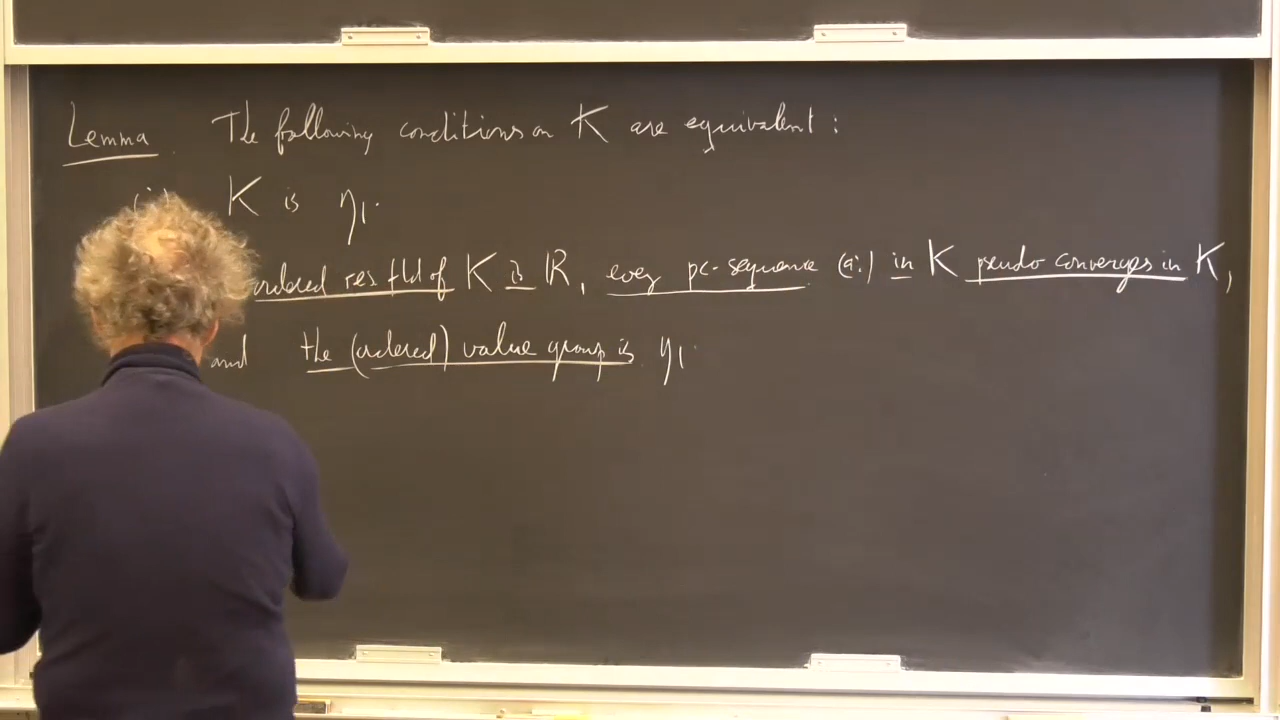 Lemma The following conditions on K are equivalent:
K is η₁.
ordered res fld of K is ℝ, every pc-sequence (aᵢ) in K pseudo converges in K,
and the (ordered) value group is η₁